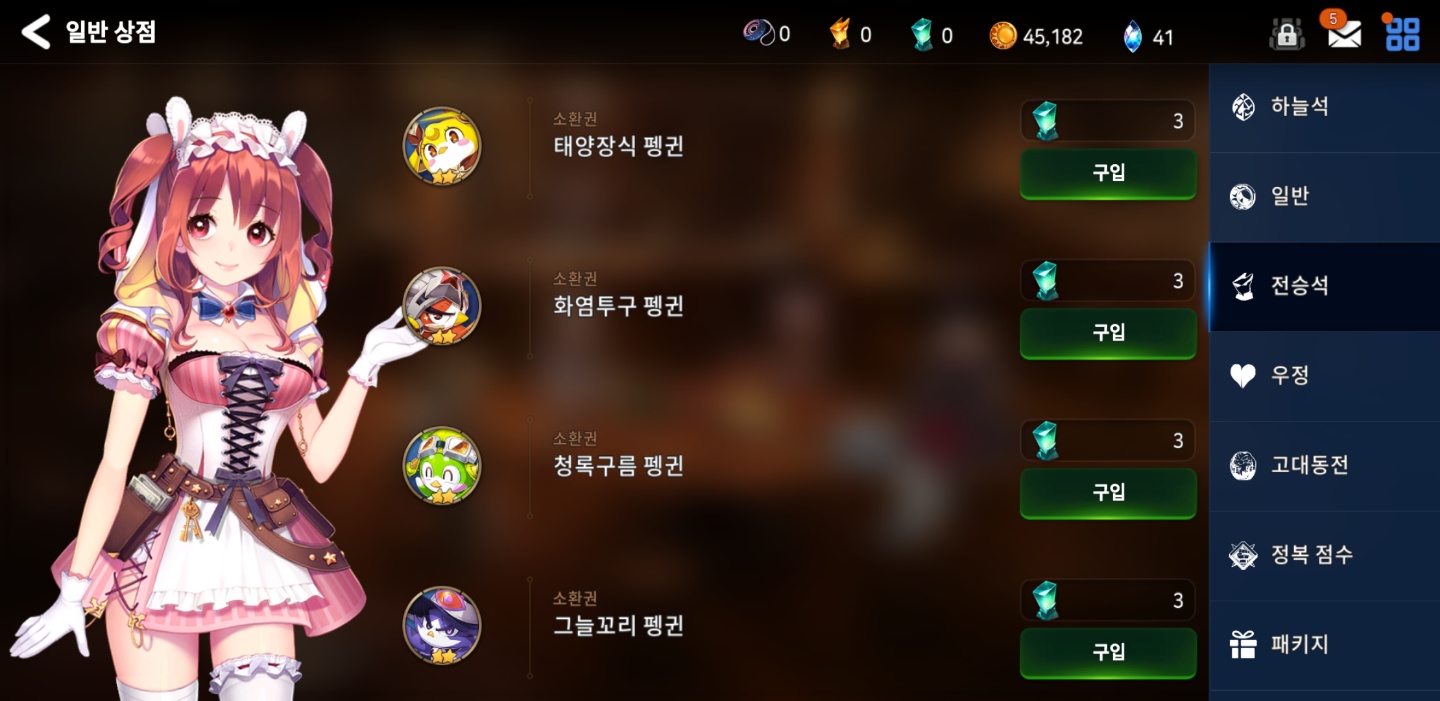 일반 상점
0
0
0
45,182
41
5
소환권
태양장식 펭귄
3
구입
소환권
화염투구 펭귄
3
구입
소환권
청록구름 펭귄
3
구입
소환권
그늘꼬리 펭귄
3
구입
하늘석
일반
전승석
우정
고대동전
정복 점수
패키지